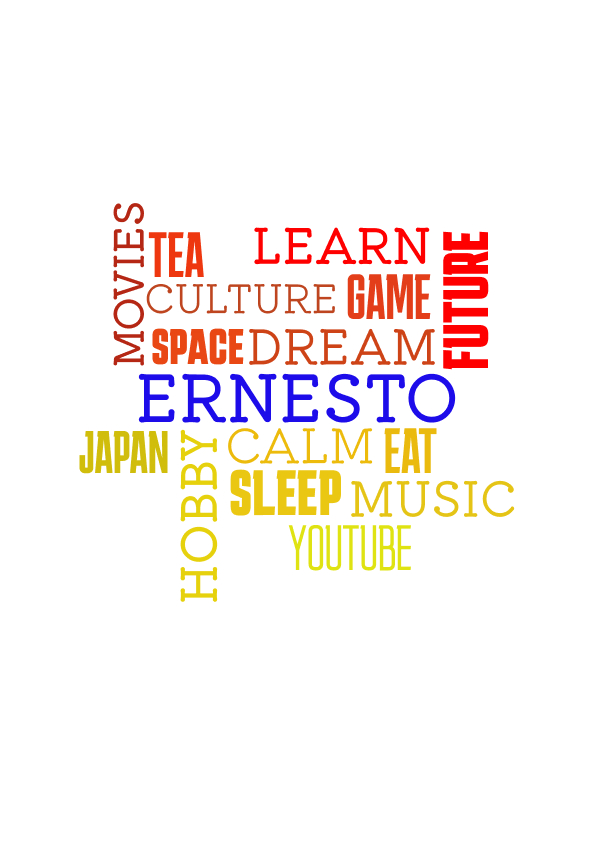 MOVIES
TEA
LEARN
FUTURE
CULTURE
GAME
SPACE
DREAM
ERNESTO
JAPAN
HOBBY
CALM
EAT
SLEEP
MUSIC
YOUTUBE